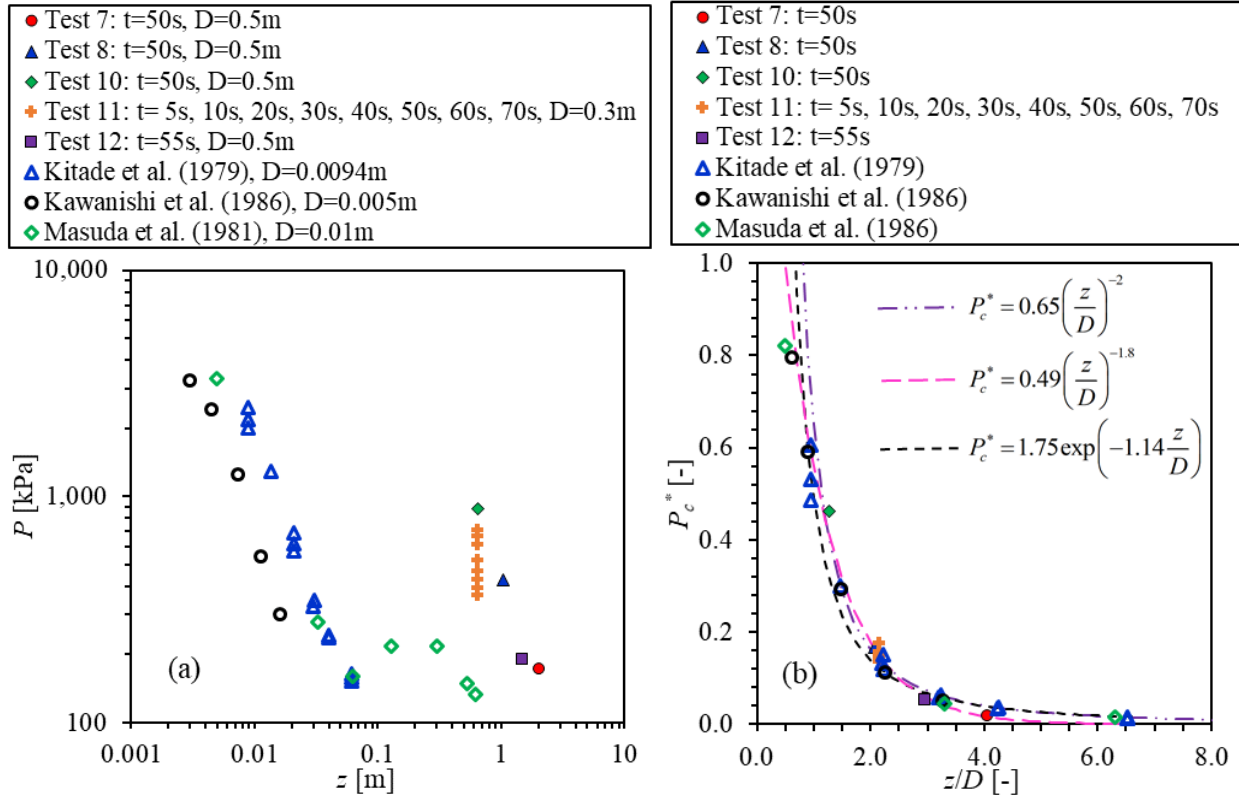 Test 7: t=50s, D=0.5m
Test 8: t=50s, D=0.5m
Test 10: t=50s, D=0.5m
Test 11: t= 5s, 10s, 20s, 30s, 40s, 50s, 60s, 70s, D=0.3m
Test 12: t=55s, D=0.5m
Kitade et al. (1979), D=0.0094m
Kawanishi et al. (1986), D=0.005m
Masuda et al. (1981), D=0.01m
10,000
1,000
100
P [kPa]
(a)
0.001
0.01
0.1
1
10
z [m]
Test 7: t=50s
Test 8: t=50s
Test 10: t=50s
Test 11: t= 5s, 10s, 20s, 30s, 40s, 50s, 60s, 70s
Test 12: t=55s
Kitade et al. (1979)
Kawanishi et al. (1986)
Masuda et al. (1986)
1.0
0.8
0.6
0.4
0.2
0.0
P_c^* [-]
P_c^* = 0.65(z/D)^{-2}
P_c^* = 0.49(z/D)^{-1.8}
P_c^* = 1.75 exp(-1.14 z/D)
(b)
0.0
2.0
4.0
6.0
8.0
z/D [-]